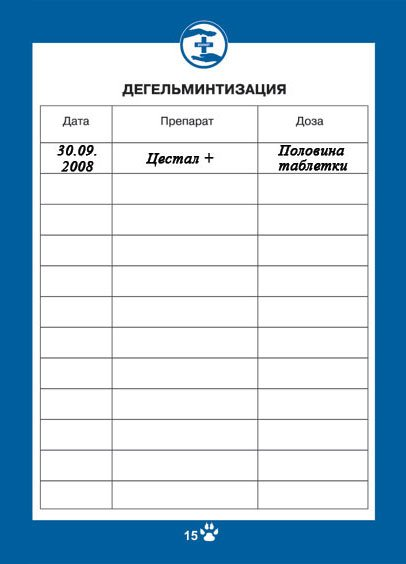 ДЕГЕЛЬМИНТИЗАЦИЯ
Дата Препарат Доза
30.09. Половина
2008 Цестал + таблетки
15